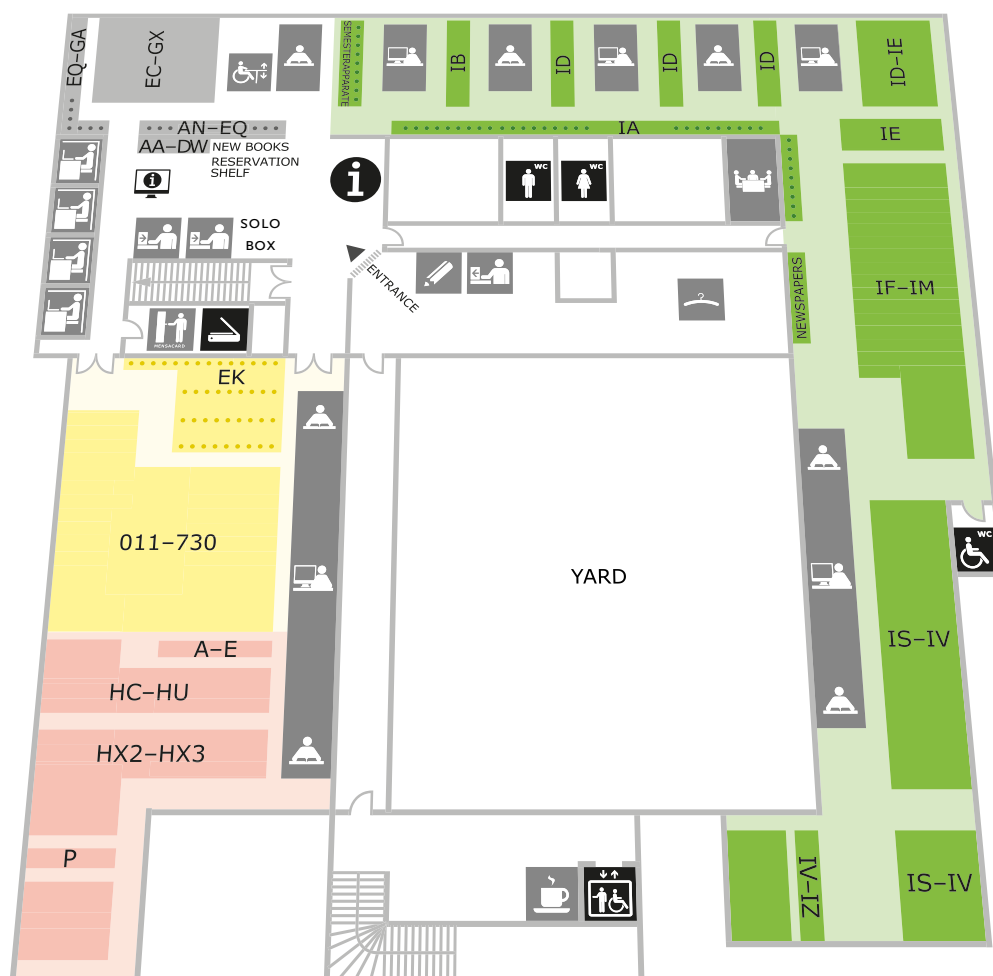 EQ–GA
EC–GX
SEMESTERAPPARATE
IB
ID
ID
ID
ID–IE
AN–EQ
IA
IE
AA–DW
NEW BOOKS
RESERVATION
SHELF
i
i
WC
WC
SOLO
BOX
ENTRANCE
NEWSPAPERS
IF–IM
MENSACARD
EK
011–730
YARD
WC
IS–IV
A–E
HC–HU
HX2–HX3
P
IV–IZ
IS–IV